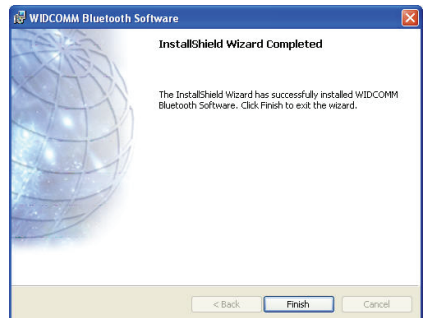 WIDCOMM Bluetooth Software
InstallShield Wizard Completed
The InstallShield Wizard has successfully installed WIDCOMM
Bluetooth Software. Click Finish to exit the wizard.
< Back Finish Cancel